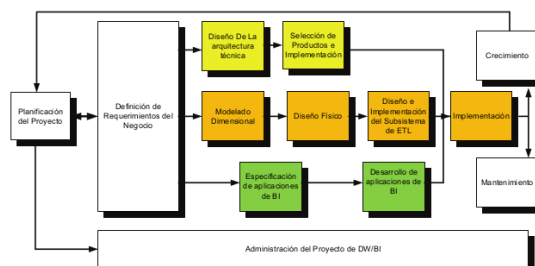 Diseño De La
arquitectura
técnica
Selección de
Productos e
Implementación
Crecimiento
Planificación
del Proyecto
Definición de
Requerimientos del
Negocio
Modelado
Dimensional
Diseño Físico
Diseño e
Implementación
del Subsistema
de ETL
Implementación
Especificación
de aplicaciones
de BI
Desarrollo de
aplicaciones de
BI
Mantenimiento
Administración del Proyecto de DW/BI